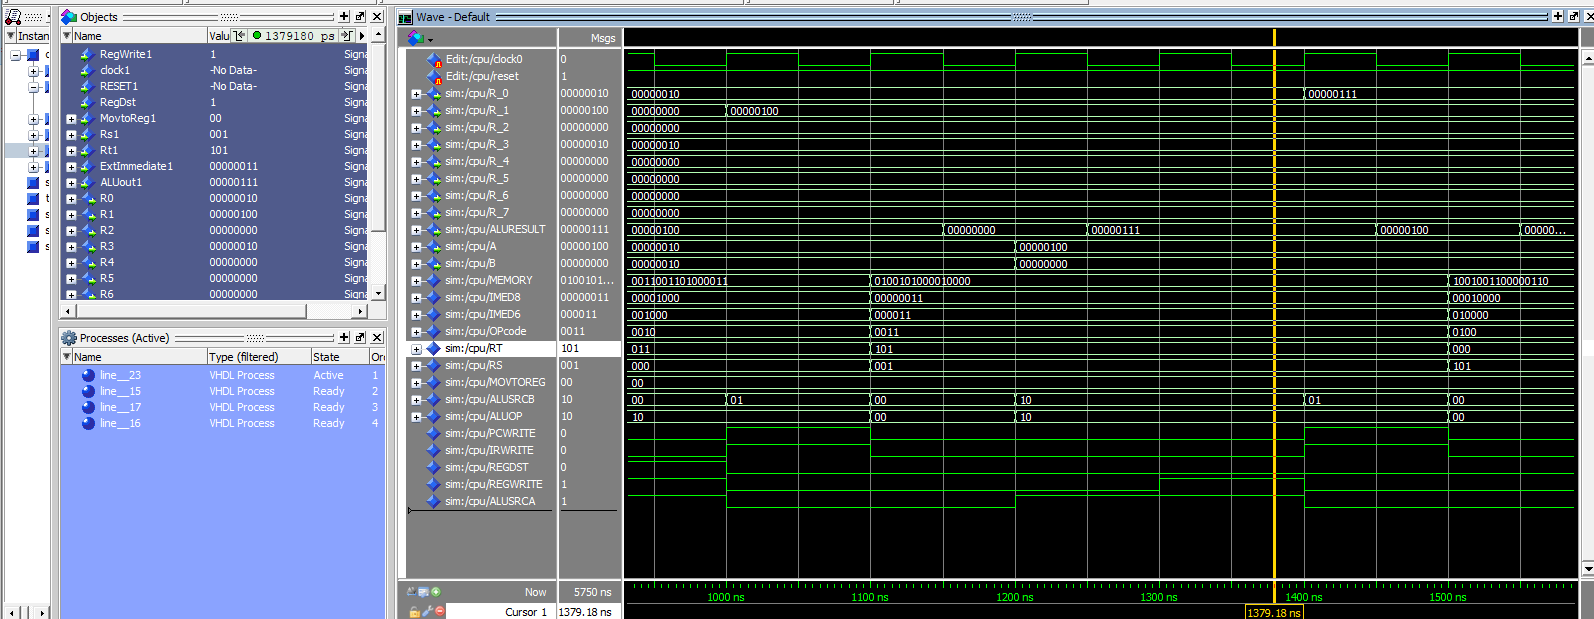 Objects
Wave - Default
Instan
Name
Valu
1379180 ps
Msgs
RegWrite1 1 Signa
clock1 -No Data- Signa
RESET1 -No Data- Signa
RegDst 1 Signa
MovtoReg1 00 Signa
Rs1 001 Signa
Rt1 101 Signa
ExtImmediate1 00000011 Signa
ALUout1 00000111 Signa
R0 00000010 Signa
R1 00000100 Signa
R2 00000000 Signa
R3 00000010 Signa
R4 00000000 Signa
R5 00000000 Signa
R6 00000000 Signa
Processes (Active)
Name Type (filtered) State Or
line__23 VHDL Process Active 1
line__15 VHDL Process Ready 2
line__17 VHDL Process Ready 3
line__16 VHDL Process Ready 4
Edit:/cpu/clock0 0
Edit:/cpu/reset 1
sim:/cpu/R_0 00000010 00000010 00000111
sim:/cpu/R_1 00000100 00000000 00000100
sim:/cpu/R_2 00000000 00000000
sim:/cpu/R_3 00000010 00000010
sim:/cpu/R_4 00000000 00000000
sim:/cpu/R_5 00000000 00000000
sim:/cpu/R_6 00000000 00000000
sim:/cpu/R_7 00000000 00000000
sim:/cpu/ALURESULT 00000111 00000100 00000000 00000111 00000100 00000...
sim:/cpu/A 00000100 00000010 00000100
sim:/cpu/B 00000000 00000010 00000000
sim:/cpu/MEMORY 0100101... 0011001101000011 0100101000010000 1001001100000110
sim:/cpu/IMED8 00000011 00001000 00000011 00010000
sim:/cpu/IMED6 000011 001000 000011 010000
sim:/cpu/OPcode 0011 0010 0011 0100
sim:/cpu/RT 101 011 101 000
sim:/cpu/RS 001 000 001 101
sim:/cpu/MOVTOREG 00 00
sim:/cpu/ALUSRCB 10 00 01 00 10 01 00
sim:/cpu/ALUOP 10 10 00 10 00
sim:/cpu/PCWRITE 0
sim:/cpu/IRWRITE 0
sim:/cpu/REGDST 0
sim:/cpu/REGWRITE 1
sim:/cpu/ALUSRCA 1
Now 5750 ns
1000 ns 1100 ns 1200 ns 1300 ns 1400 ns 1500 ns
Cursor 1 1379.18 ns 1379.18 ns